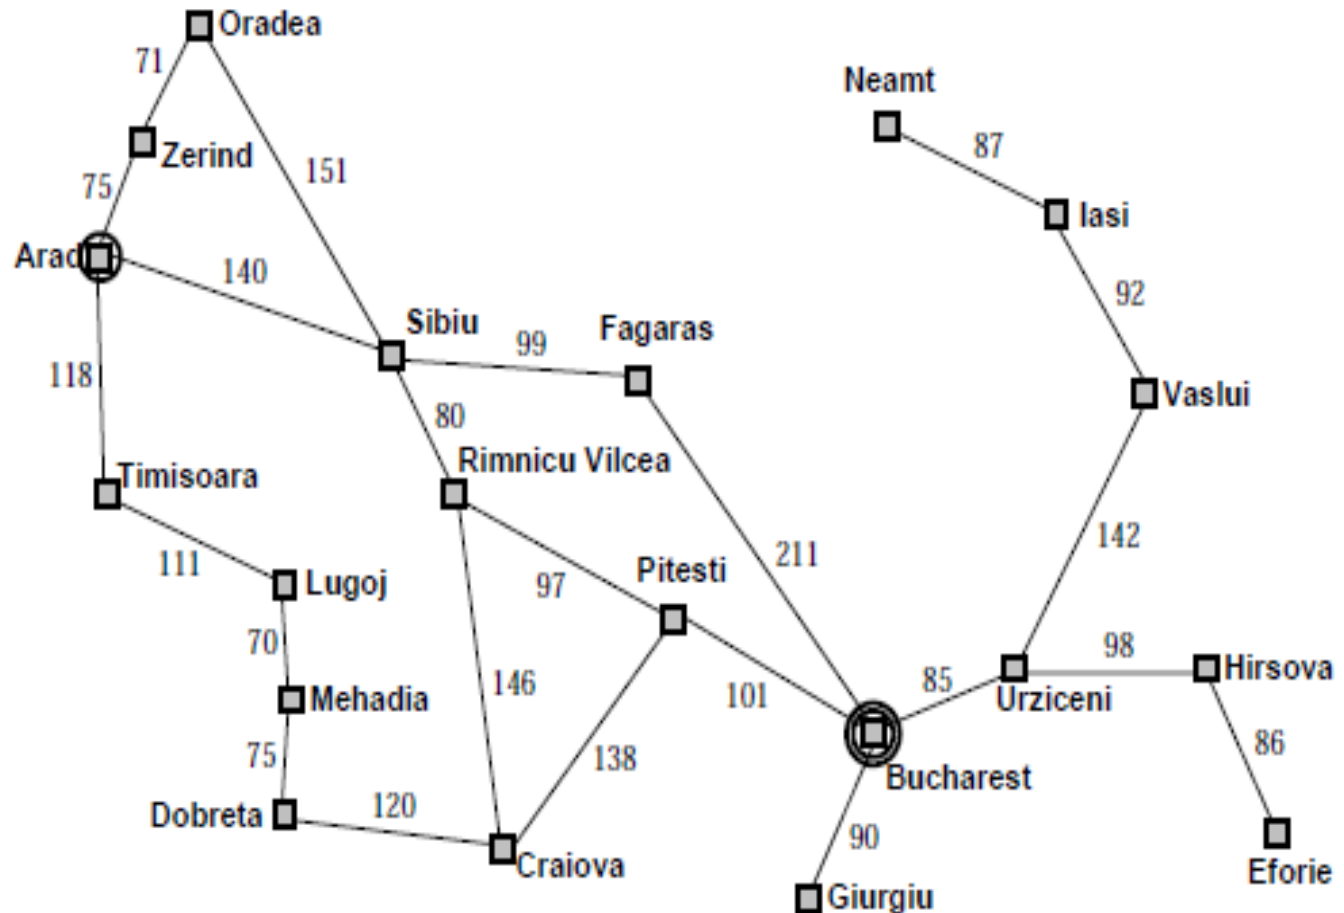 Oradea
71
Neamt
87
Zerind
151
75
Iasi
Arad
140
92
Sibiu
Fagaras
99
118
Vaslui
80
Rimnicu Vilcea
Timisoara
142
211
111
Pitesti
Lugoj
97
70
98
Hirsova
146
85
Mehadia
101
Urziceni
86
75
138
Bucharest
Dobreta
120
90
Craiova
Eforie
Giurgiu